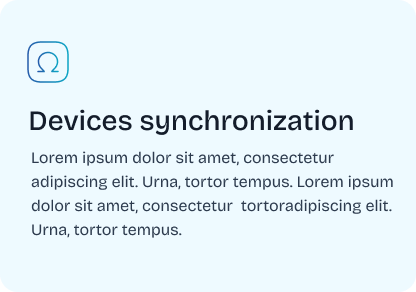 Ω
Devices synchronization
Lorem ipsum dolor sit amet, consectetur
adipiscing elit. Urna, tortor tempus. Lorem ipsum
dolor sit amet, consectetur  tortoradipiscing elit.
Urna, tortor tempus.